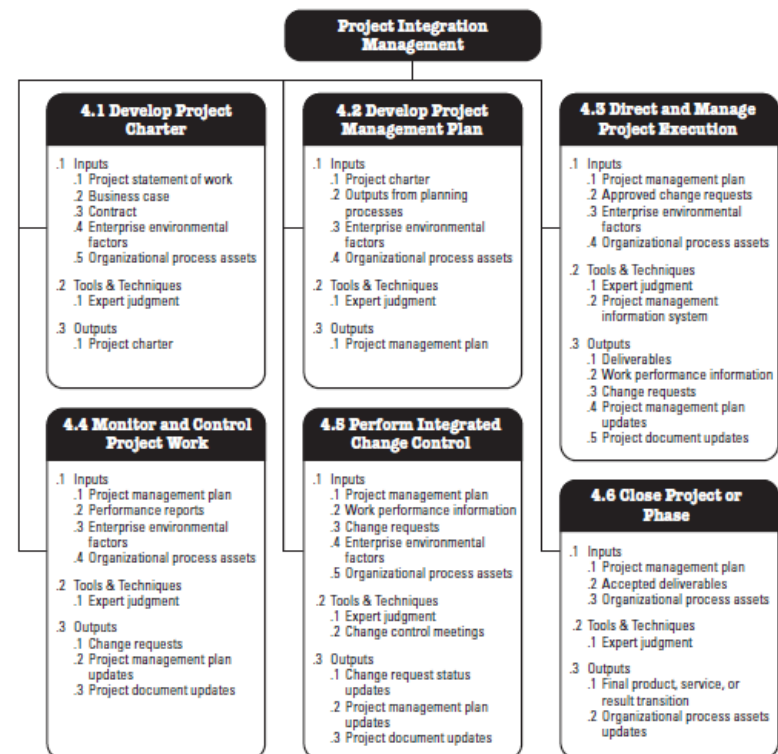 Project Integration
Management
4.1 Develop Project
Charter
.1 Inputs
.1 Project statement of work
.2 Business case
.3 Contract
.4 Enterprise environmental
factors
.5 Organizational process assets
.2 Tools & Techniques
.1 Expert judgment
.3 Outputs
.1 Project charter
4.2 Develop Project
Management Plan
.1 Inputs
.1 Project charter
.2 Outputs from planning
processes
.3 Enterprise environmental
factors
.4 Organizational process assets
.2 Tools & Techniques
.1 Expert judgment
.3 Outputs
.1 Project management plan
4.3 Direct and Manage
Project Execution
.1 Inputs
.1 Project management plan
.2 Approved change requests
.3 Enterprise environmental
factors
.4 Organizational process assets
.2 Tools & Techniques
.1 Expert judgment
.2 Project management
information system
.3 Outputs
.1 Deliverables
.2 Work performance information
.3 Change requests
.4 Project management plan
updates
.5 Project document updates
4.4 Monitor and Control
Project Work
.1 Inputs
.1 Project management plan
.2 Performance reports
.3 Enterprise environmental
factors
.4 Organizational process assets
.2 Tools & Techniques
.1 Expert judgment
.3 Outputs
.1 Change requests
.2 Project management plan
updates
.3 Project document updates
4.5 Perform Integrated
Change Control
.1 Inputs
.1 Project management plan
.2 Work performance information
.3 Change requests
.4 Enterprise environmental
factors
.5 Organizational process assets
.2 Tools & Techniques
.1 Expert judgment
.2 Change control meetings
.3 Outputs
.1 Change request status
updates
.2 Project management plan
updates
.3 Project document updates
4.6 Close Project or
Phase
.1 Inputs
.1 Project management plan
.2 Accepted deliverables
.3 Organizational process assets
.2 Tools & Techniques
.1 Expert judgment
.3 Outputs
.1 Final product, service, or
result transition
.2 Organizational process assets
updates